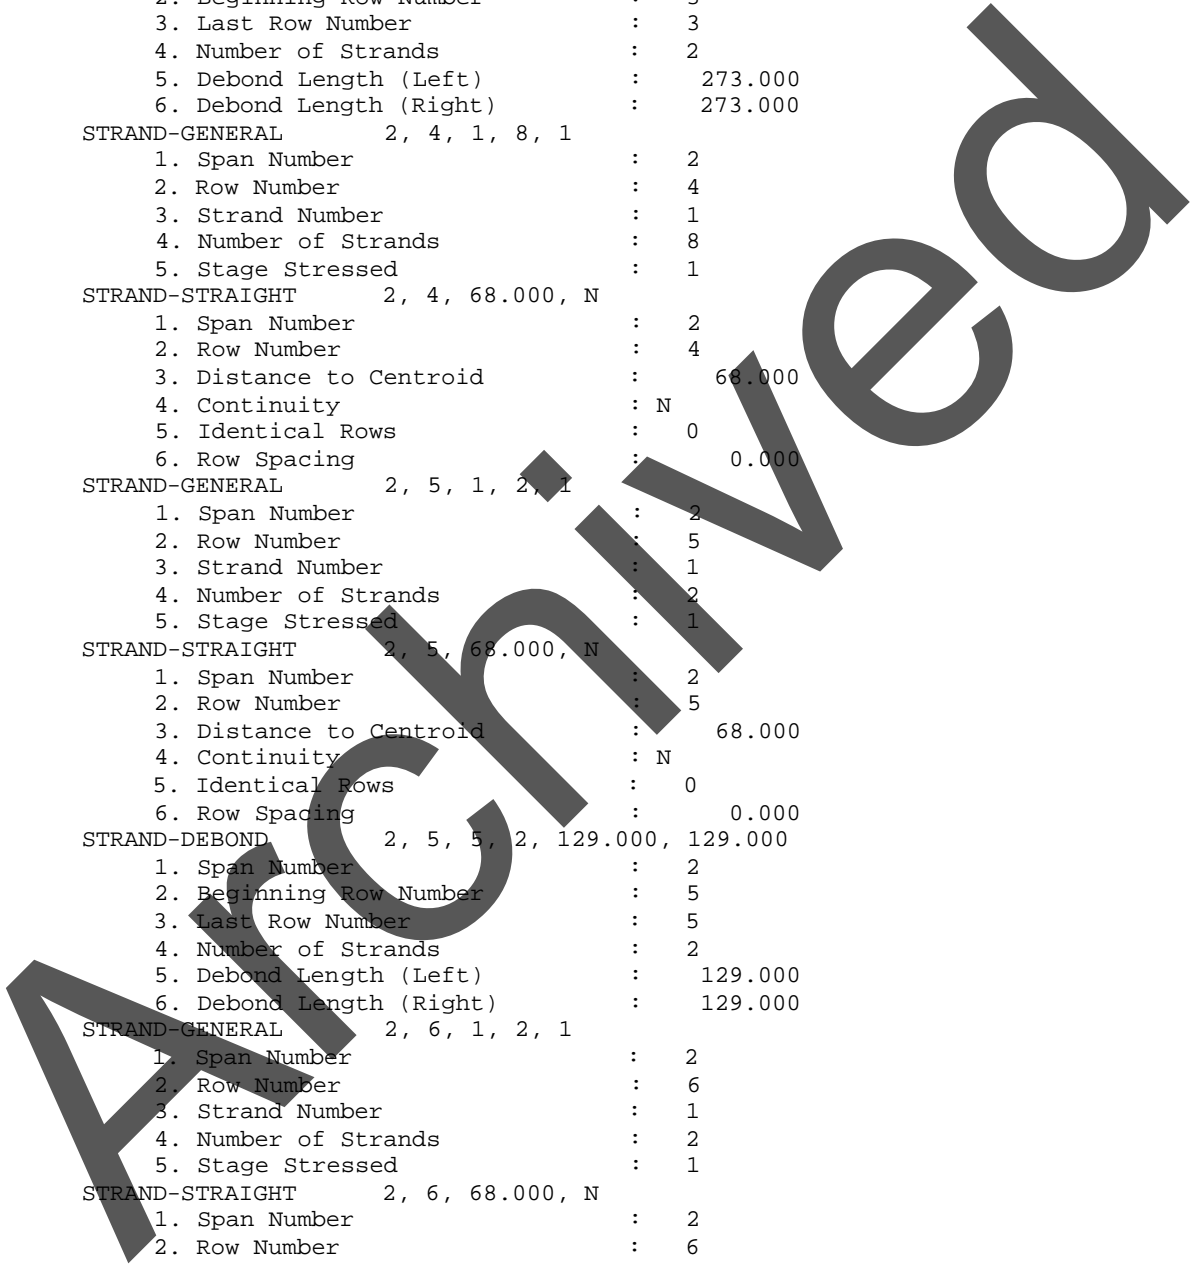 2. Beginning Row Number : 3
3. Last Row Number : 3
4. Number of Strands : 2
5. Debond Length (Left) : 273.000
6. Debond Length (Right) : 273.000
STRAND-GENERAL 2, 4, 1, 8, 1
1. Span Number : 2
2. Row Number : 4
3. Strand Number : 1
4. Number of Strands : 8
5. Stage Stressed : 1
STRAND-STRAIGHT 2, 4, 68.000, N
1. Span Number : 2
2. Row Number : 4
3. Distance to Centroid : 68.000
4. Continuity : N
5. Identical Rows : 0
6. Row Spacing : 0.000
STRAND-GENERAL 2, 5, 1, 2, 1
1. Span Number : 2
2. Row Number : 5
3. Strand Number : 1
4. Number of Strands : 2
5. Stage Stressed : 1
STRAND-STRAIGHT 2, 5, 68.000, N
1. Span Number : 2
2. Row Number : 5
3. Distance to Centroid : 68.000
4. Continuity : N
5. Identical Rows : 0
6. Row Spacing : 0.000
STRAND-DEBOND 2, 5, 5, 2, 129.000, 129.000
1. Span Number : 2
2. Beginning Row Number : 5
3. Last Row Number : 5
4. Number of Strands : 2
5. Debond Length (Left) : 129.000
6. Debond Length (Right) : 129.000
STRAND-GENERAL 2, 6, 1, 2, 1
1. Span Number : 2
2. Row Number : 6
3. Strand Number : 1
4. Number of Strands : 2
5. Stage Stressed : 1
STRAND-STRAIGHT 2, 6, 68.000, N
1. Span Number : 2
2. Row Number : 6
Archived